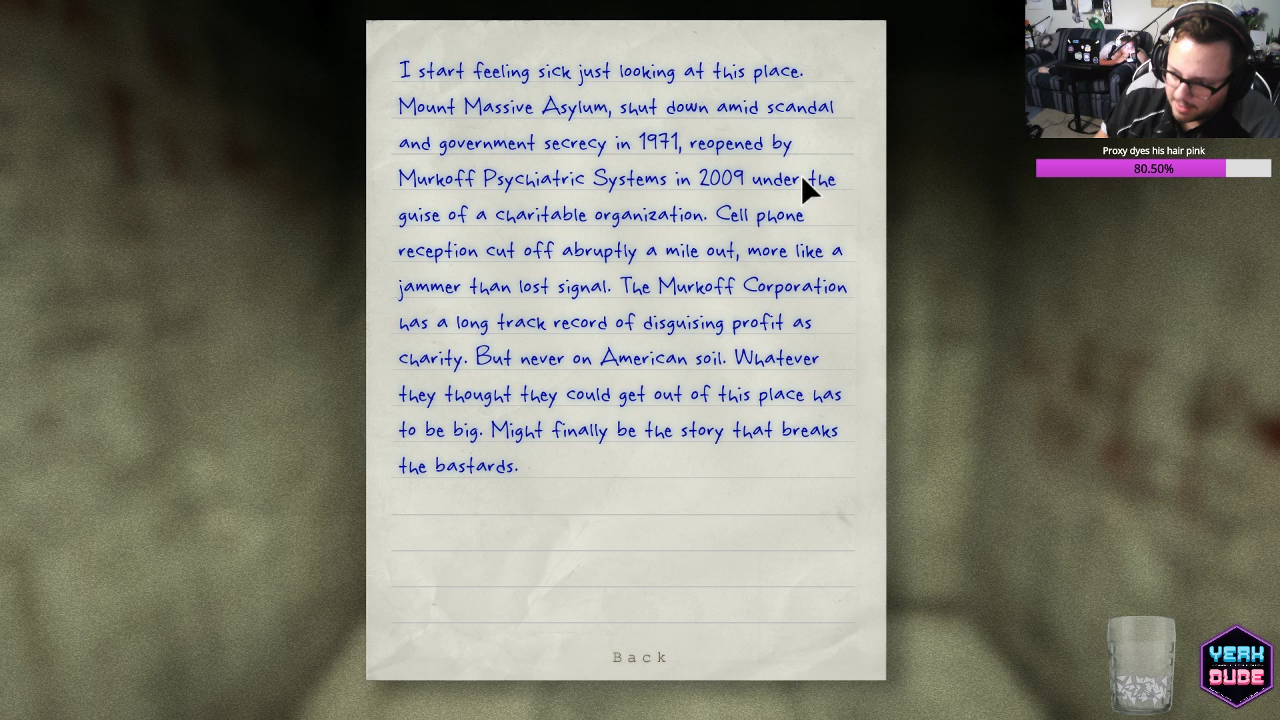 I start feeling sick just looking at this place.
Mount Massive Asylum, shut down amid scandal
and government secrecy in 1971, reopened by
Murkoff Psychiatric Systems in 2009 under the
guise of a charitable organization. Cell phone
reception cut off abruptly a mile out, more like a
jammer than lost signal. The Murkoff Corporation
has a long track record of disguising profit as
charity. But never on American soil. Whatever
they thought they could get out of this place has
to be big. Might finally be the story that breaks
the bastards.
Back
Proxy dyes his hair pink
80.50%
YEAH
DUDE